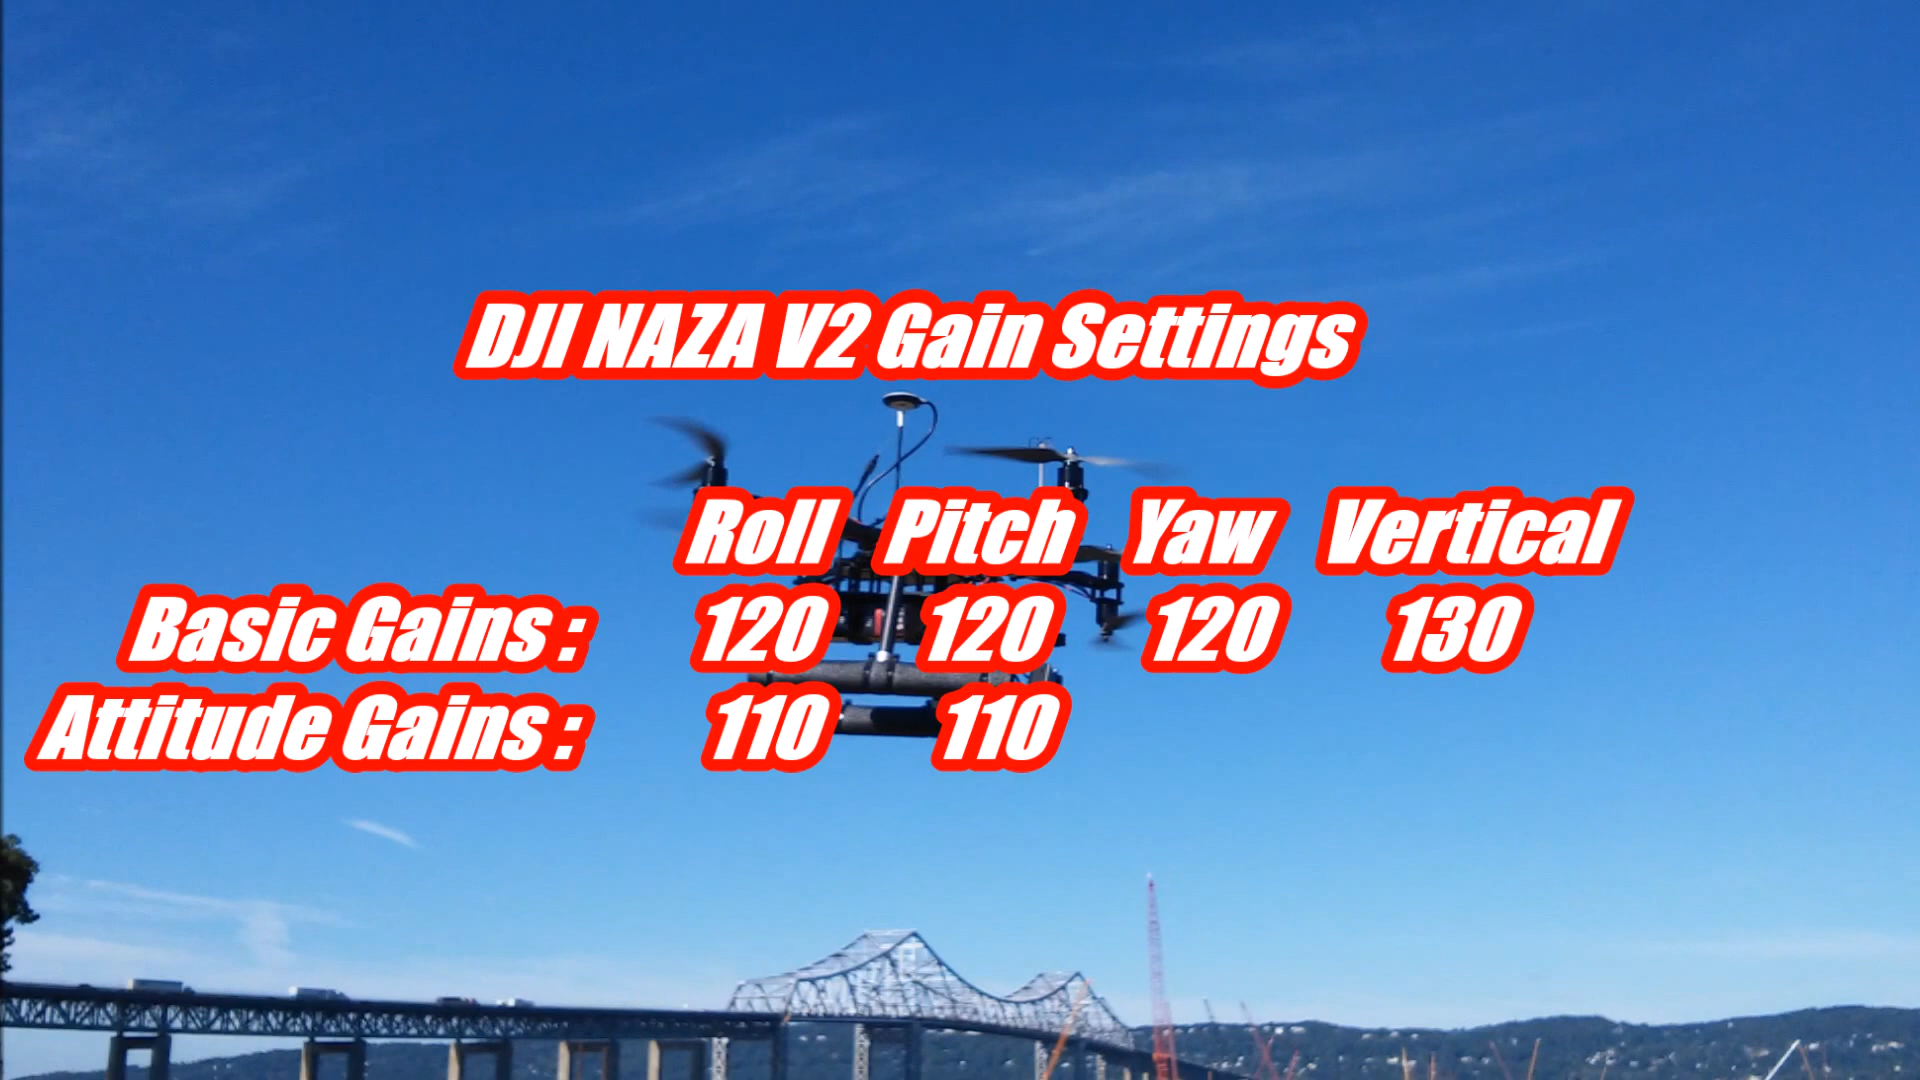 DJI NAZA V2 Gain Settings
Roll Pitch Yaw Vertical
Basic Gains : 120 120 120 130
Attitude Gains : 110 110